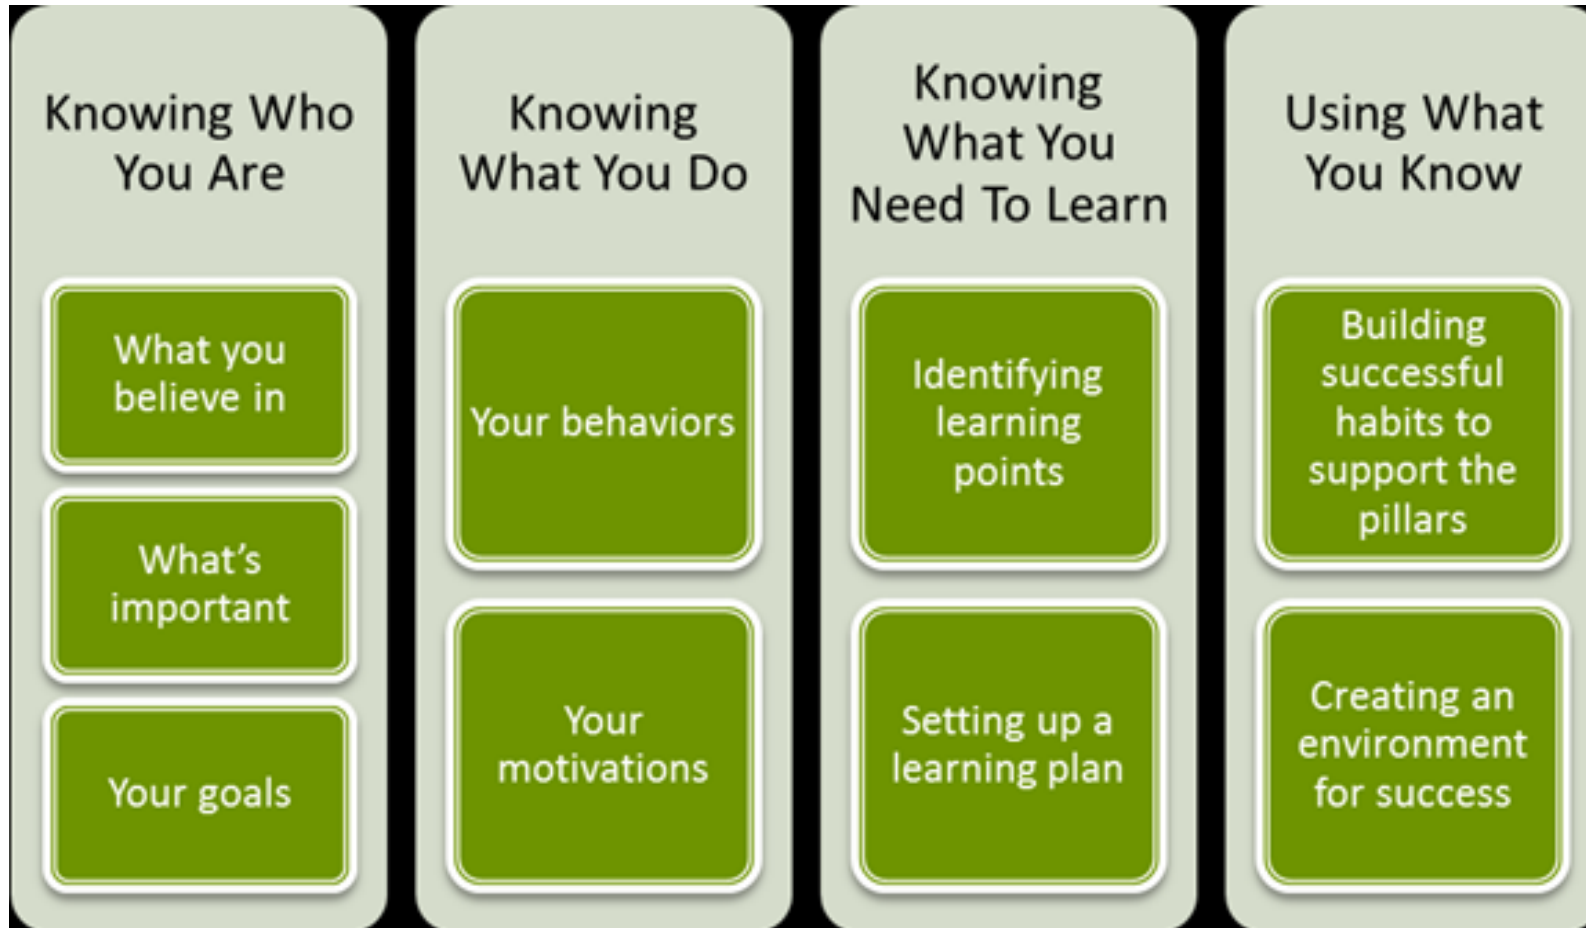 Knowing Who
You Are
What you
believe in
What's
important
Your goals
Knowing
What You Do
Your behaviors
Your
motivations
Knowing
What You
Need To Learn
Identifying
learning
points
Setting up a
learning plan
Using What
You Know
Building
successful
habits to
support the
pillars
Creating an
environment
for success